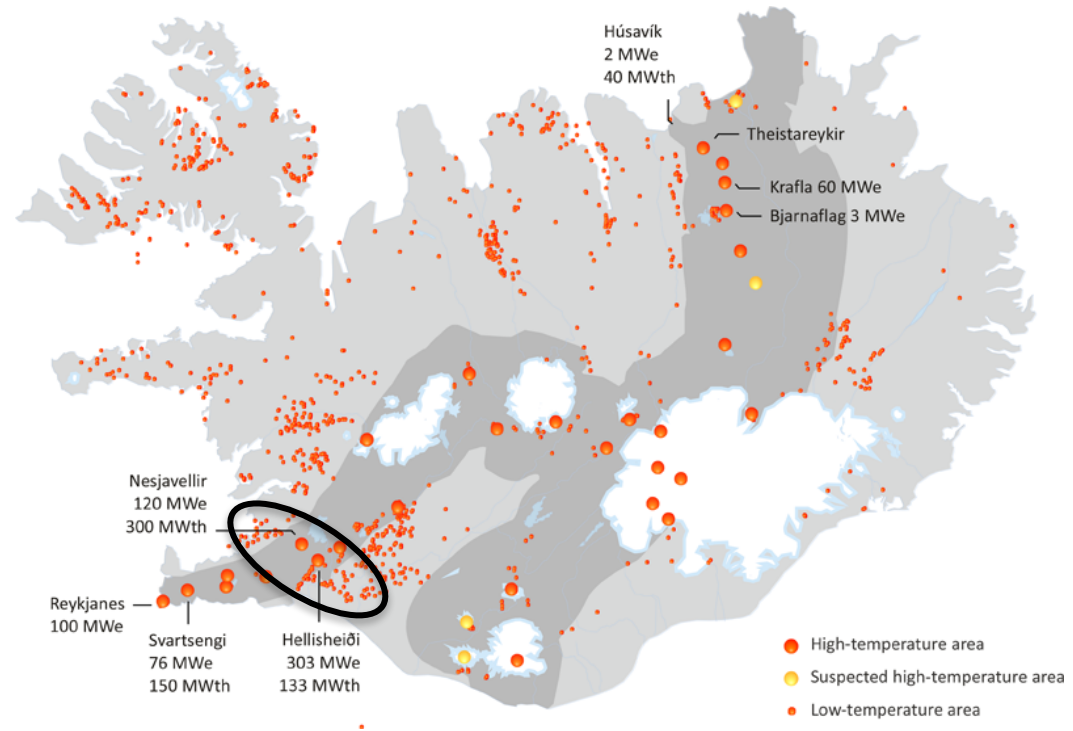 Húsavík
2 MWe
40 MWth
Theistareykir
Krafla 60 MWe
Bjarnaflag 3 MWe
Nesjavellir
120 MWe
300 MWth
Reykjanes
100 MWe
Svartsengi
76 MWe
150 MWth
Hellisheiði
303 MWe
133 MWth
High-temperature area
Suspected high-temperature area
Low-temperature area